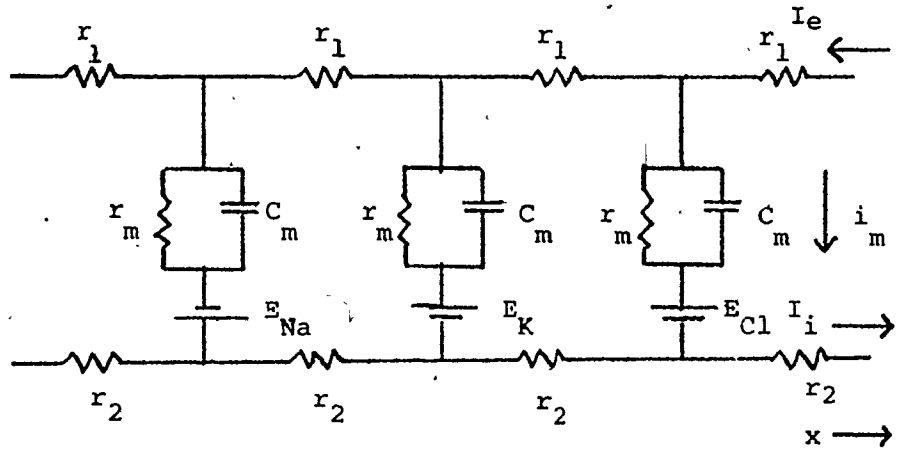 r1 r1 r1 r1 Ie
rm Cm rm Cm rm Cm im
ENa EK ECl Ii
r2 r2 r2 r2
x